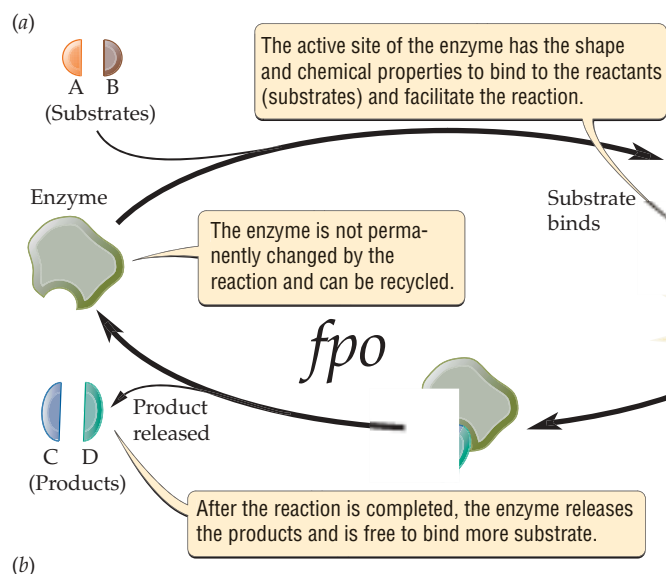 (a)
The active site of the enzyme has the shape
and chemical properties to bind to the reactants
(substrates) and facilitate the reaction.
A B
(Substrates)
Enzyme
Substrate
binds
The enzyme is not perma-
nently changed by the
reaction and can be recycled.
fpo
Product
released
C D
(Products)
After the reaction is completed, the enzyme releases
the products and is free to bind more substrate.
(b)